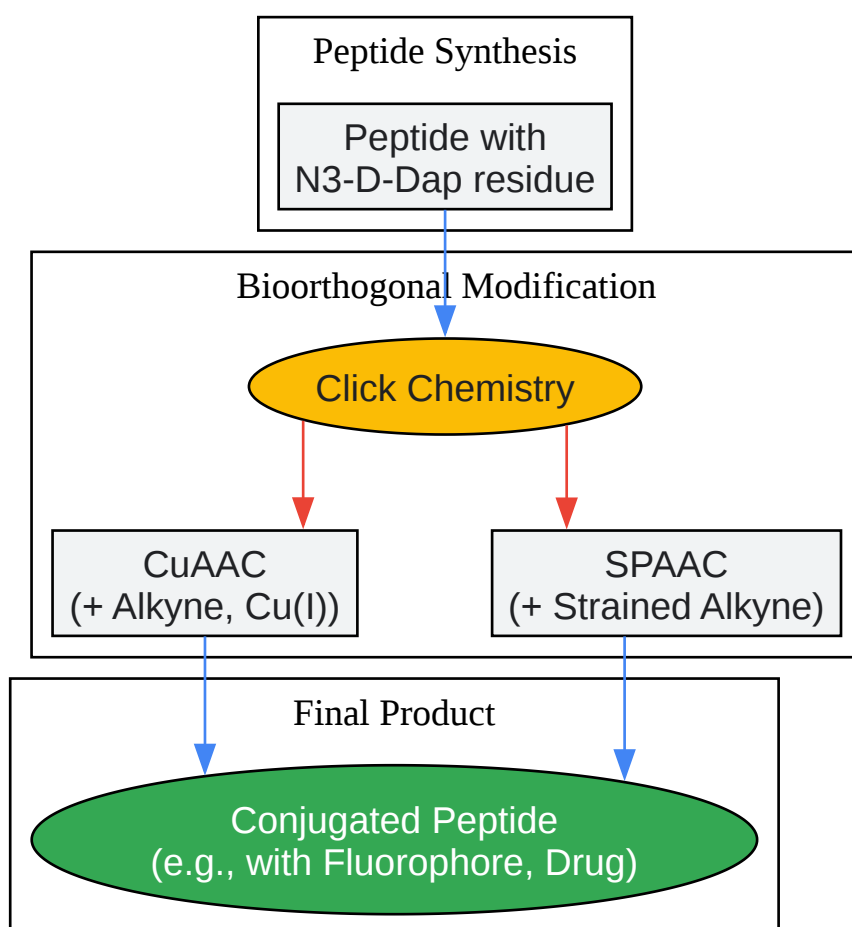 Peptide Synthesis
Peptide with
N3-D-Dap residue
Bioorthogonal Modification
Click Chemistry
CuAAC
(+ Alkyne, Cu(I))
SPAAC
(+ Strained Alkyne)
Final Product
Conjugated Peptide
(e.g., with Fluorophore, Drug)